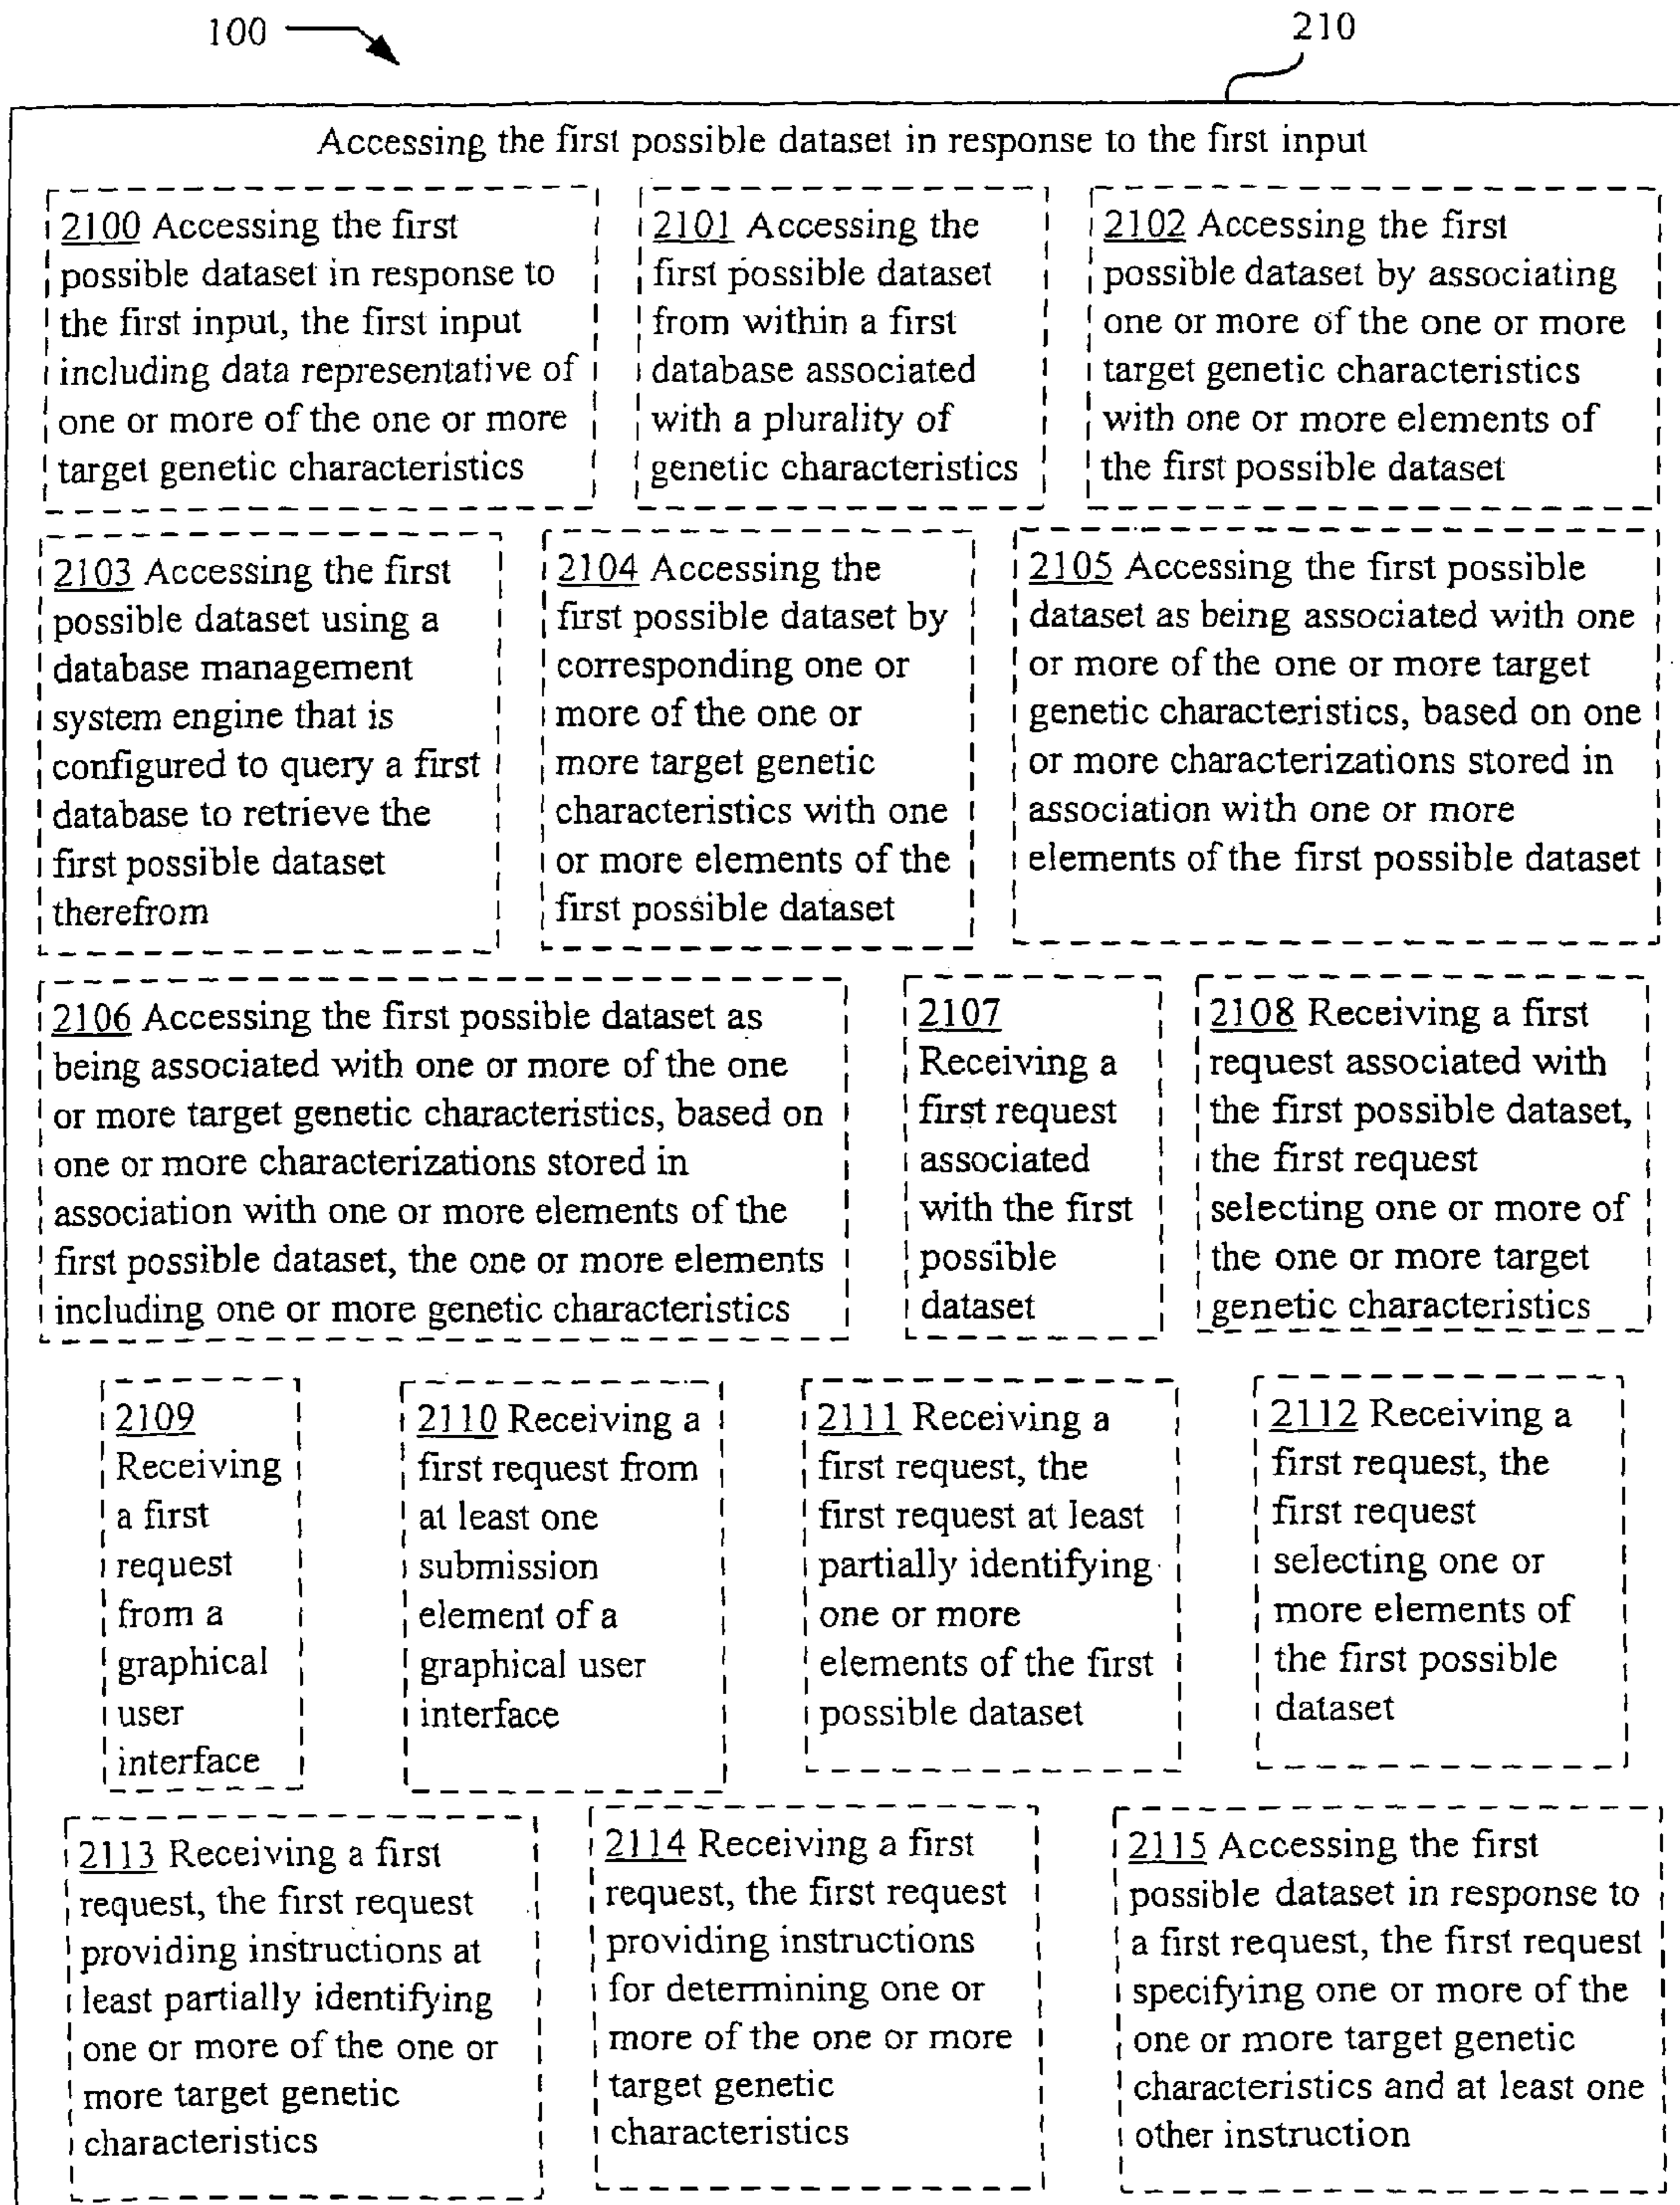 100
210
Accessing the first possible dataset in response to the first input
2100 Accessing the first
possible dataset in response to
the first input, the first input
including data representative of
one or more of the one or more
target genetic characteristics
2101 Accessing the
first possible dataset
from within a first
database associated
with a plurality of
genetic characteristics
2102 Accessing the first
possible dataset by associating
one or more of the one or more
target genetic characteristics
with one or more elements of
the first possible dataset
2103 Accessing the first
possible dataset using a
database management
system engine that is
configured to query a first
database to retrieve the
first possible dataset
therefrom
2104 Accessing the
first possible dataset by
corresponding one or
more of the one or
more target genetic
characteristics with one
or more elements of the
first possible dataset
2105 Accessing the first possible
dataset as being associated with one
or more of the one or more target
genetic characteristics, based on one
or more characterizations stored in
association with one or more
elements of the first possible dataset
2106 Accessing the first possible dataset as
being associated with one or more of the one
or more target genetic characteristics, based on
one or more characterizations stored in
association with one or more elements of the
first possible dataset, the one or more elements
including one or more genetic characteristics
2107
Receiving a
first request
associated
with the first
possible
dataset
2108 Receiving a first
request associated with
the first possible dataset,
the first request
selecting one or more of
the one or more target
genetic characteristics
2109
Receiving
a first
request
from a
graphical
user
interface
2110 Receiving a
first request from
at least one
submission
element of a
graphical user
interface
2111 Receiving a
first request, the
first request at least
partially identifying
one or more
elements of the first
possible dataset
2112 Receiving a
first request, the
first request
selecting one or
more elements of
the first possible
dataset
2113 Receiving a first
request, the first request
providing instructions at
least partially identifying
one or more of the one or
more target genetic
characteristics
2114 Receiving a first
request, the first request
providing instructions
for determining one or
more of the one or more
target genetic
characteristics
2115 Accessing the first
possible dataset in response to
a first request, the first request
specifying one or more of the
one or more target genetic
characteristics and at least one
other instruction